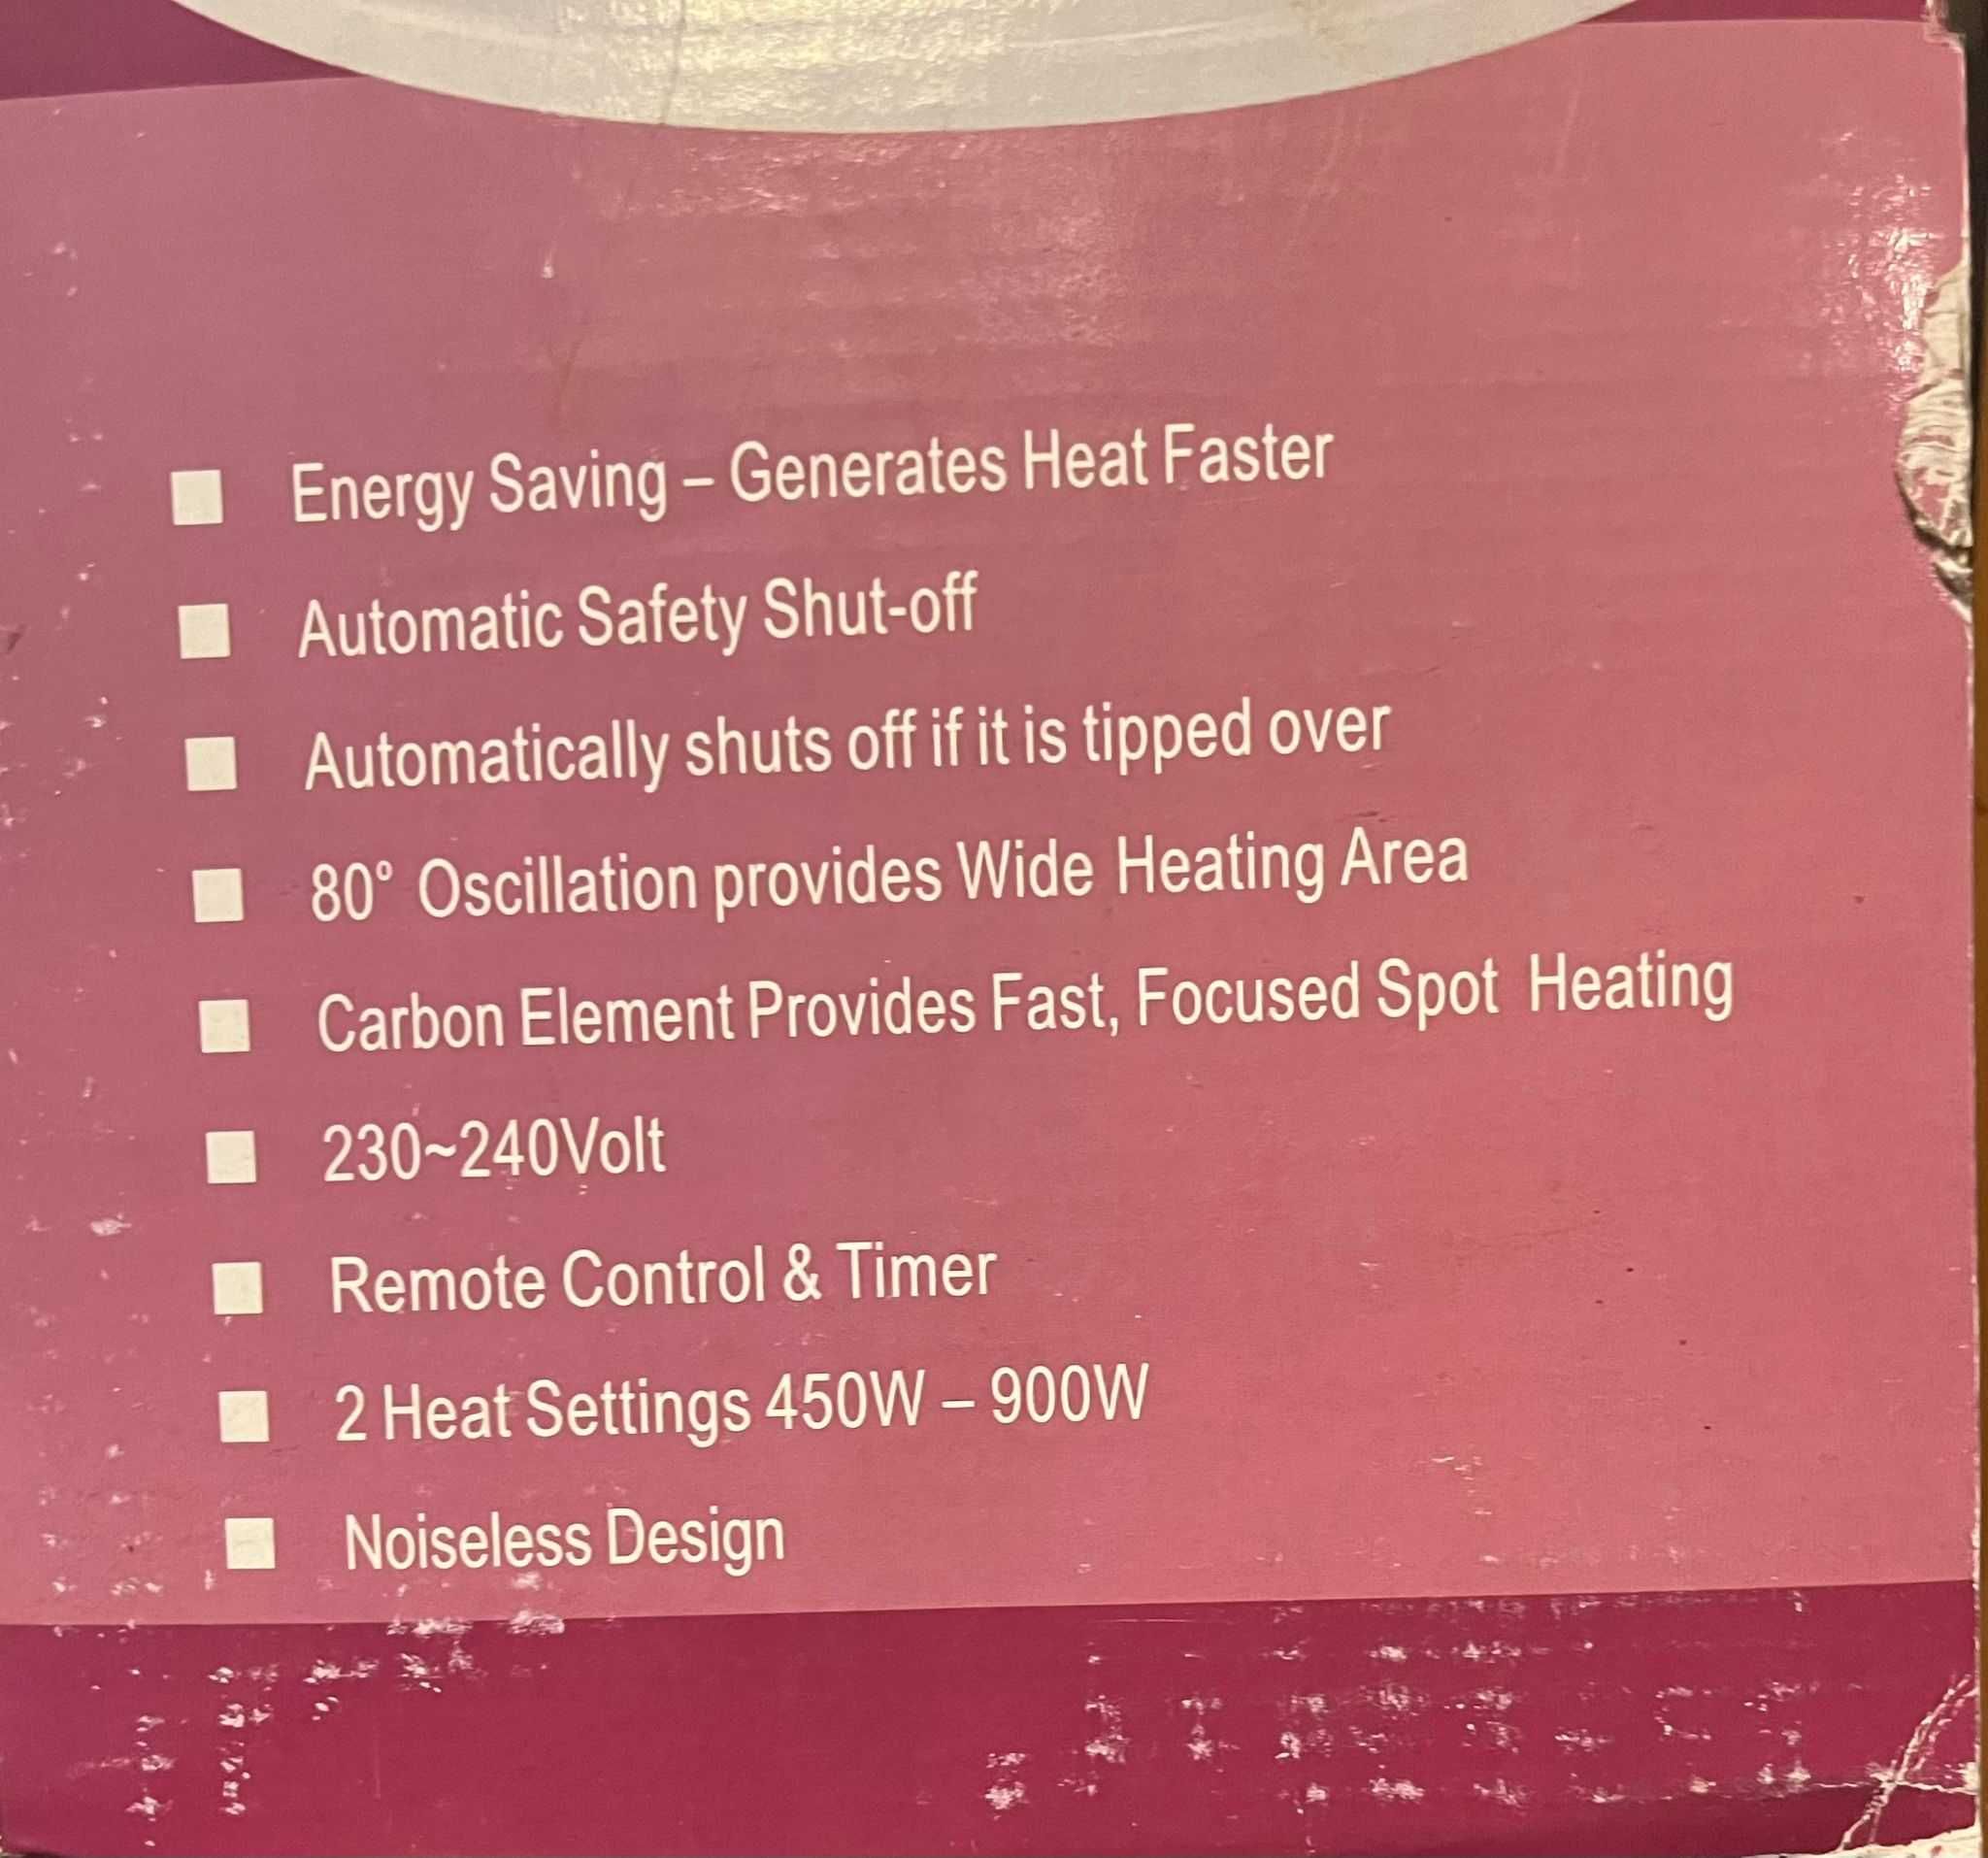 Energy Saving – Generates Heat Faster
Automatic Safety Shut-off
Automatically shuts off if it is tipped over
80° Oscillation provides Wide Heating Area
Carbon Element Provides Fast, Focused Spot Heating
230~240Volt
Remote Control & Timer
2 Heat Settings 450W – 900W
Noiseless Design